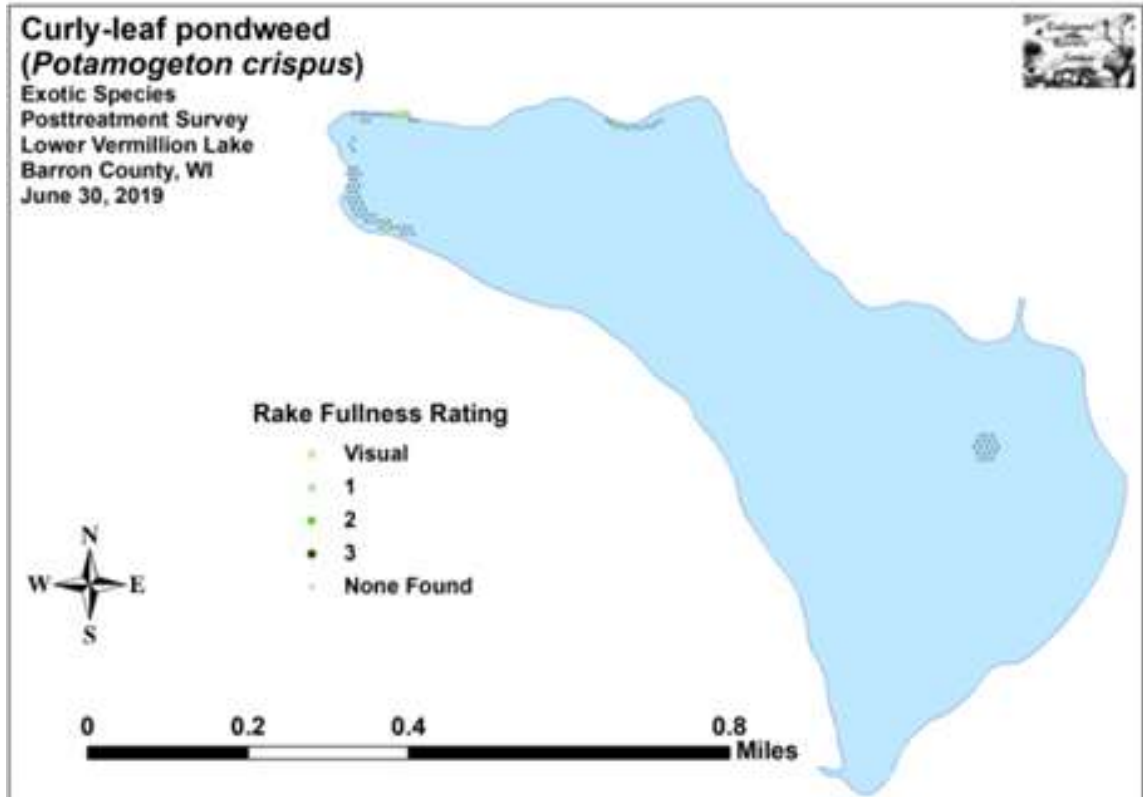 Curly-leaf pondweed
(Potamogeton crispus)
Exotic Species
Posttreatment Survey
Lower Vermillion Lake
Barron County, WI
June 30, 2019
Rake Fullness Rating
Visual
1
2
3
None Found
N
W E
S
0 0.2 0.4 0.8
Miles